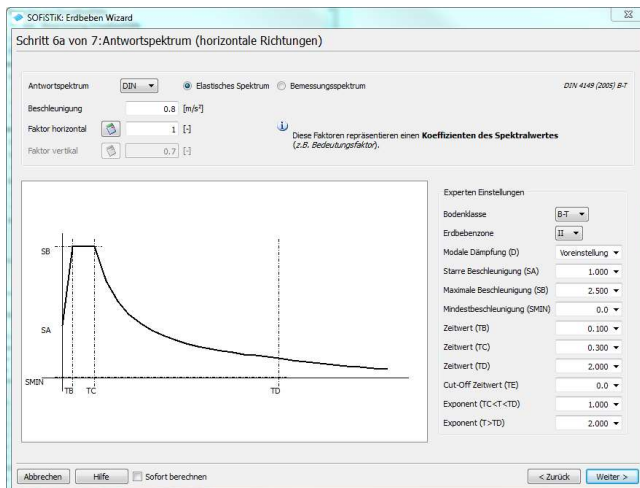 SOFiSTiK: Erdbeben Wizard
Schritt 6a von 7:Antwortspektrum (horizontale Richtungen)
Antwortspektrum DIN Elastisches Spektrum Bemessungsspektrum DIN 4149 (2005) B-T
Beschleunigung 0.8 [m/s²]
Faktor horizontal 1 [-]
Diese Faktoren repräsentieren einen Koeffizienten des Spektralwertes
(z.B. Bedeutungsfaktor).
Faktor vertikal 0.7 [-]
SB
SA
SMIN
TB TC TD
Experten Einstellungen
Bodenklasse B-T
Erdbebenzone II
Modale Dämpfung (D) Voreinstellung
Starre Beschleunigung (SA) 1.000
Maximale Beschleunigung (SB) 2.500
Mindestbeschleunigung (SMIN) 0.0
Zeitwert (TB) 0.100
Zeitwert (TC) 0.300
Zeitwert (TD) 2.000
Cut-Off Zeitwert (TE) 0.0
Exponent (TC<T<TD) 1.000
Exponent (T>TD) 2.000
Abbrechen Hilfe Sofort berechnen < Zurück Weiter >